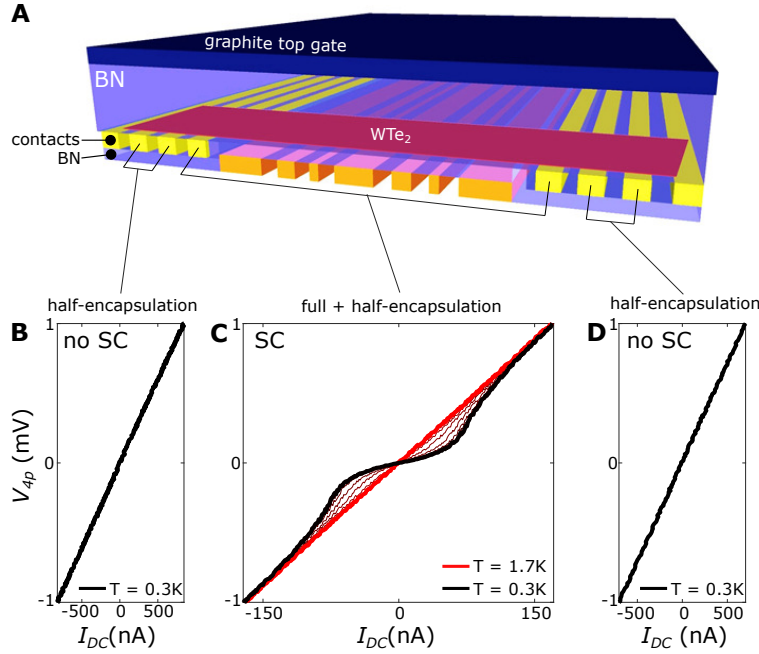 A
graphite top gate
BN
contacts
BN
WTe₂
half-encapsulation
full + half-encapsulation
half-encapsulation
B
no SC
C
SC
D
no SC
V4p (mV)
1
0
-1
T = 0.3K
-500
0
500
IDC(nA)
1
0
-1
T = 1.7K
T = 0.3K
-150
0
150
IDC(nA)
1
0
-1
T = 0.3K
-500
0
500
IDC (nA)